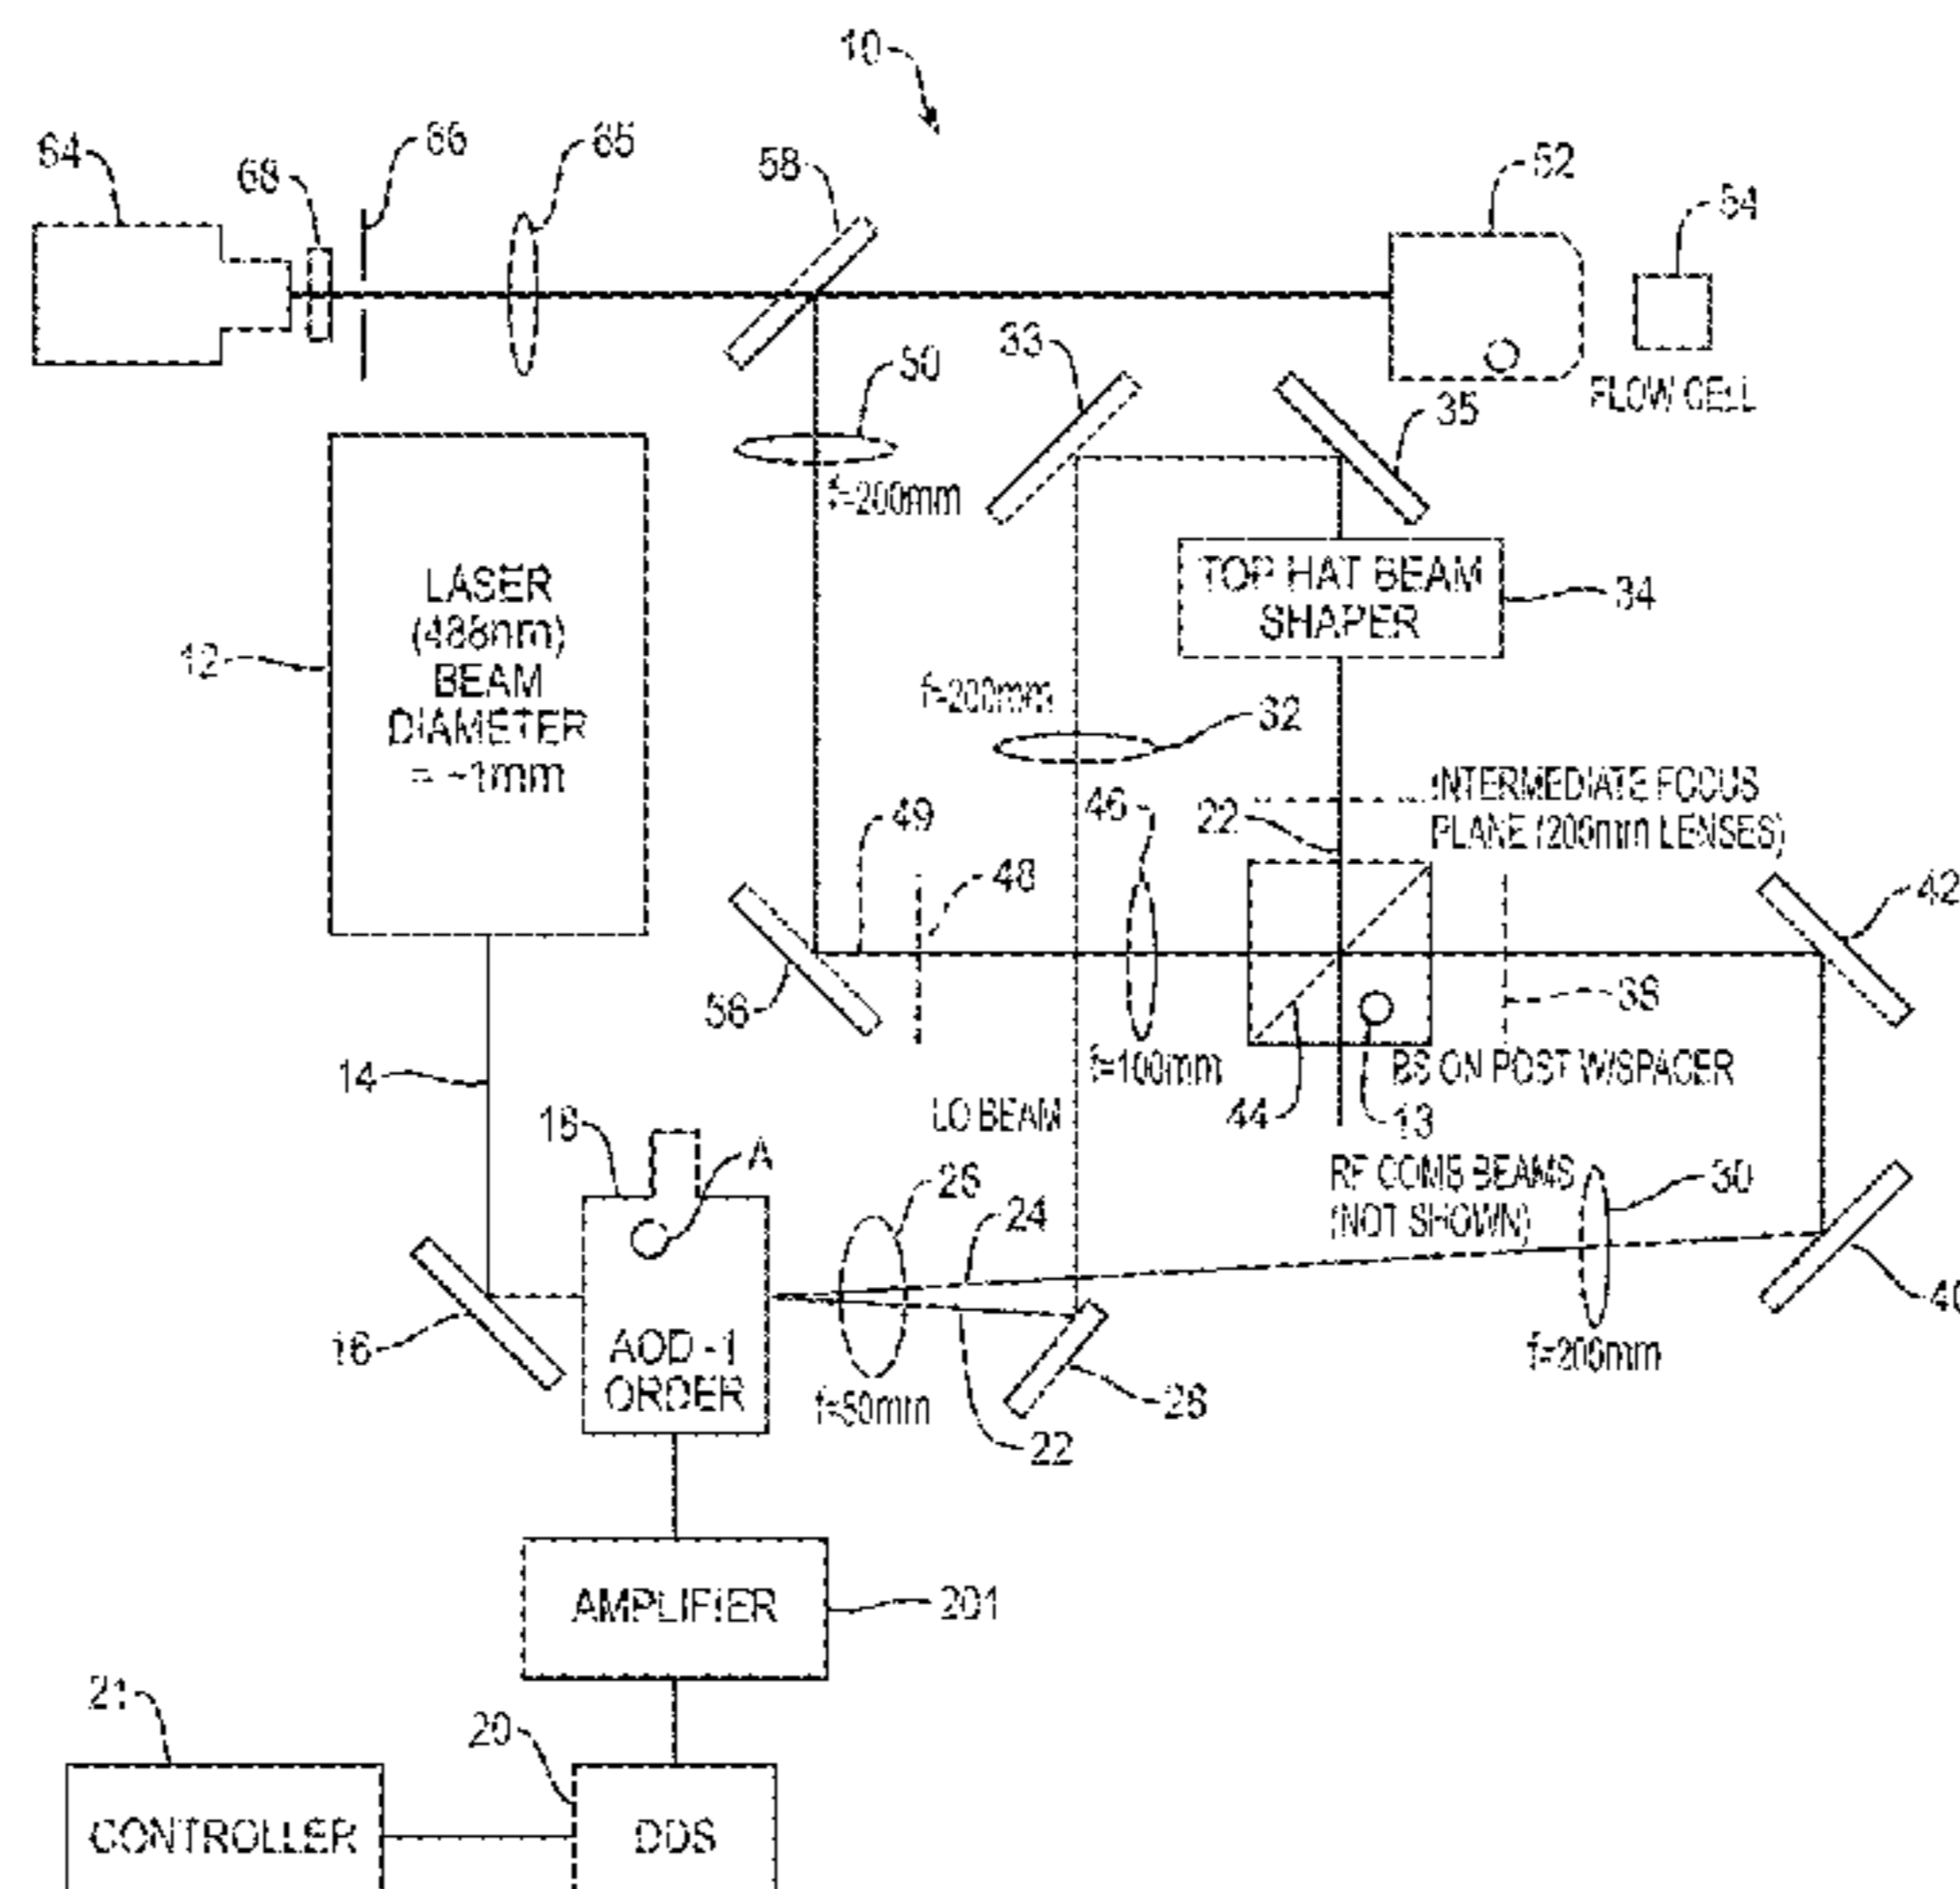 10
64
68
66
65
58
52
54
FLOW CELL
33
35
50
f=200mm
LASER
(488nm)
BEAM
DIAMETER
= ~1mm
12
TOP HAT BEAM
SHAPER
34
f=200mm
32
INTERMEDIATE FOCUS
PLANE (200mm LENSES)
46
22
49
48
42
56
38
f=100mm
BS ON POST W/SPACER
44
13
14
LO BEAM
18
A
26
24
RF COMB BEAMS
(NOT SHOWN)
30
16
AOD -1
ORDER
f=50mm
22
28
f=200mm
40
AMPLIFIER
201
21
20
CONTROLLER
DDS